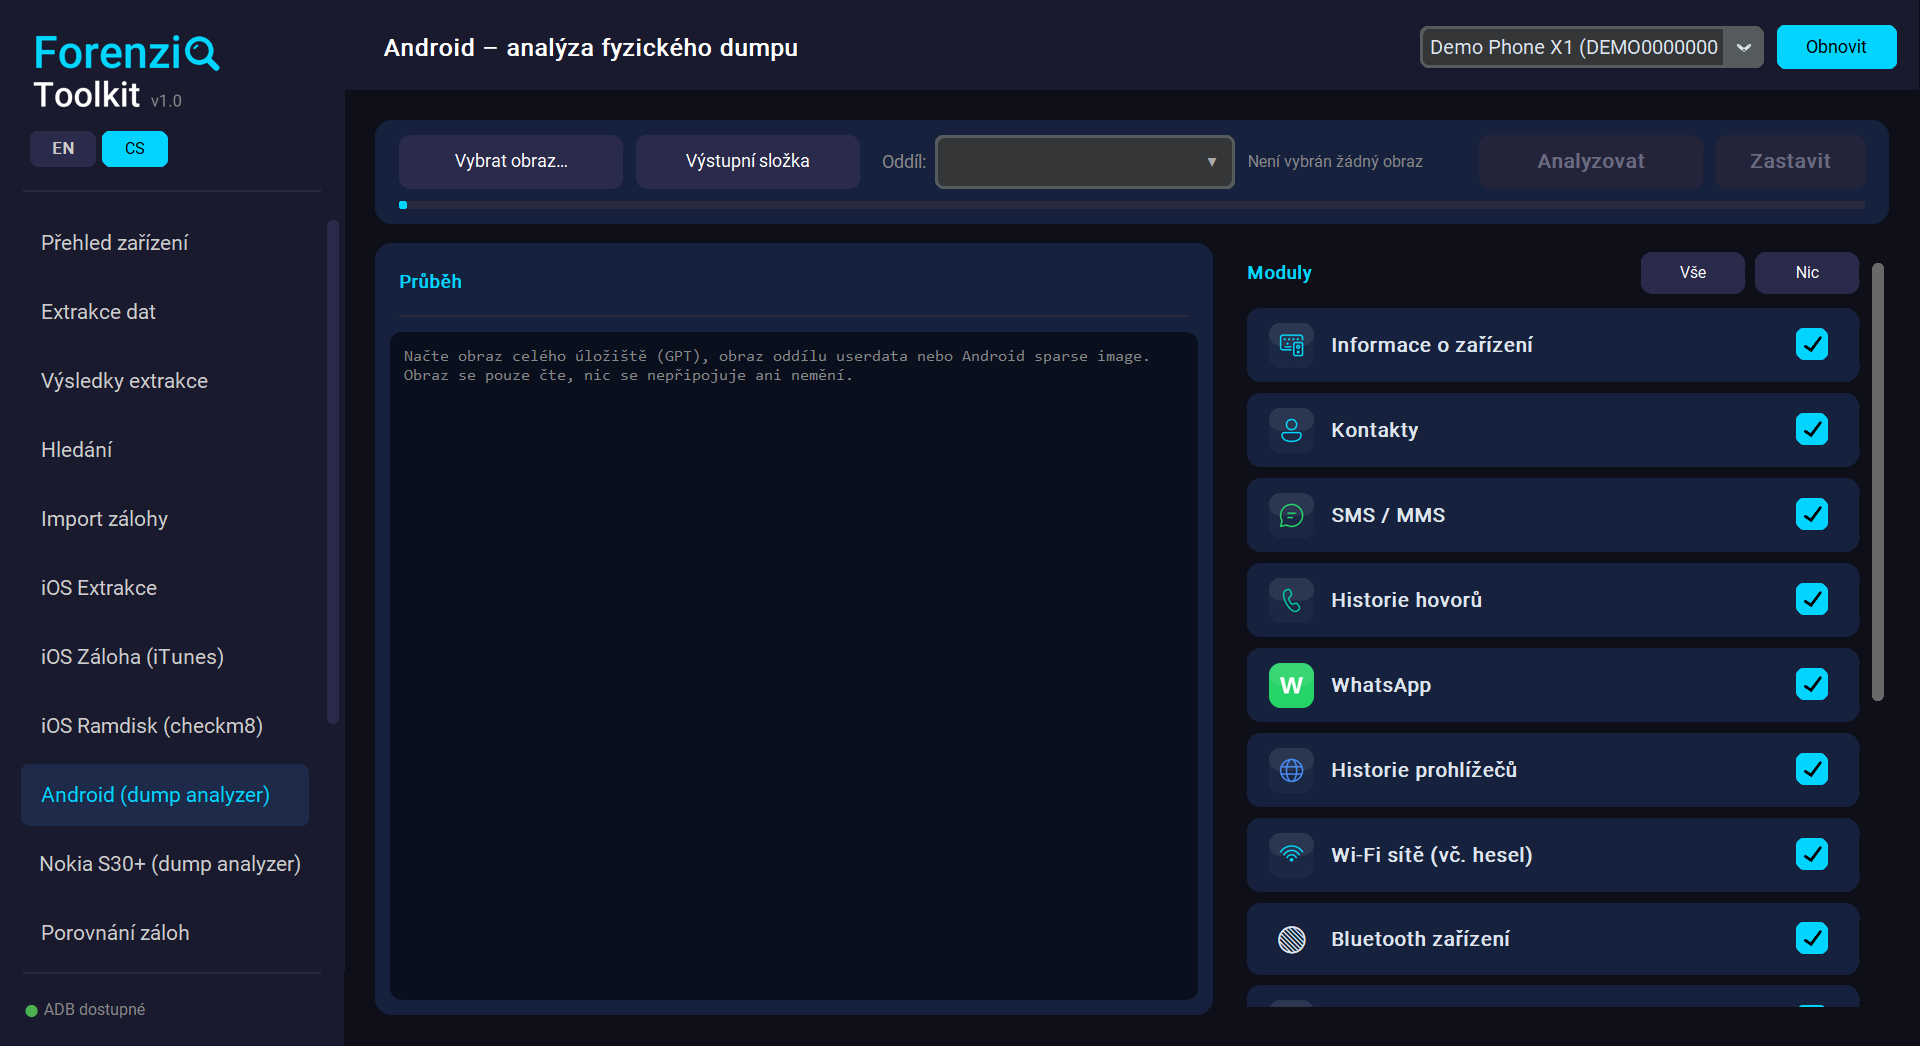 ForenziQ
Toolkit v1.0
EN
CS
Přehled zařízení
Extrakce dat
Výsledky extrakce
Hledání
Import zálohy
iOS Extrakce
iOS Záloha (iTunes)
iOS Ramdisk (checkm8)
Android (dump analyzer)
Nokia S30+ (dump analyzer)
Porovnání záloh
ADB dostupné
Android – analýza fyzického dumpu
Demo Phone X1 (DEMO0000000
Obnovit
Vybrat obraz...
Výstupní složka
Oddíl:
Není vybrán žádný obraz
Analyzovat
Zastavit
Průběh
Načte obraz celého úložiště (GPT), obraz oddílu userdata nebo Android sparse image.
Obraz se pouze čte, nic se nepřipojuje ani nemění.
Moduly
Vše
Nic
Informace o zařízení
Kontakty
SMS / MMS
Historie hovorů
W
WhatsApp
Historie prohlížečů
Wi-Fi sítě (vč. hesel)
Bluetooth zařízení